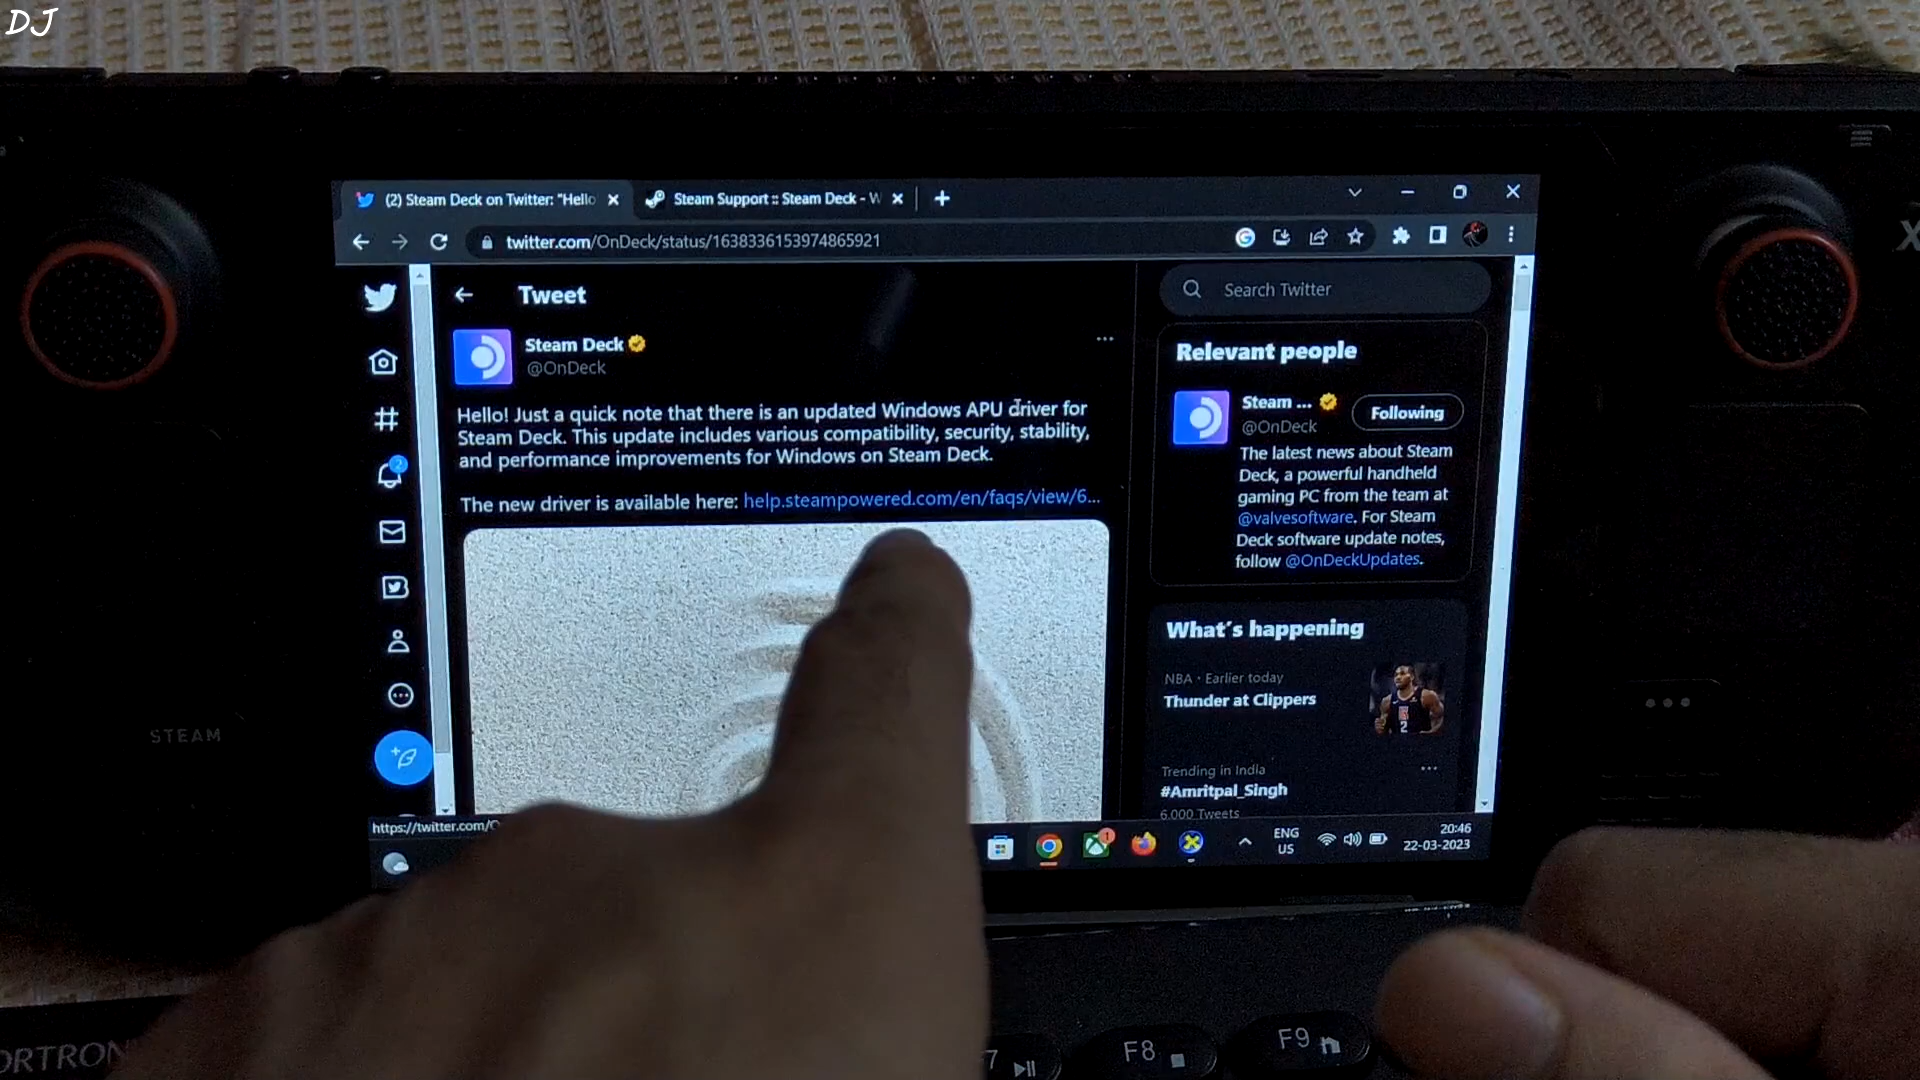 DJ
(2) Steam Deck on Twitter: "Hello
Steam Support :: Steam Deck - W
twitter.com/OnDeck/status/1638336153974865921
Tweet
Search Twitter
Steam Deck
@OnDeck
Hello! Just a quick note that there is an updated Windows APU driver for
Steam Deck. This update includes various compatibility, security, stability,
and performance improvements for Windows on Steam Deck.
The new driver is available here: help.steampowered.com/en/faqs/view/6...
2
Relevant people
Steam ...
@OnDeck
Following
The latest news about Steam
Deck, a powerful handheld
gaming PC from the team at
@valvesoftware. For Steam
Deck software update notes,
follow @OnDeckUpdates.
What's happening
NBA · Earlier today
Thunder at Clippers
Trending in India
#Amritpal_Singh
6,000 Tweets
https://twitter.com/O
1
ENG
US
20:46
22-03-2023
STEAM
X
ORTRON
7
F8
F9